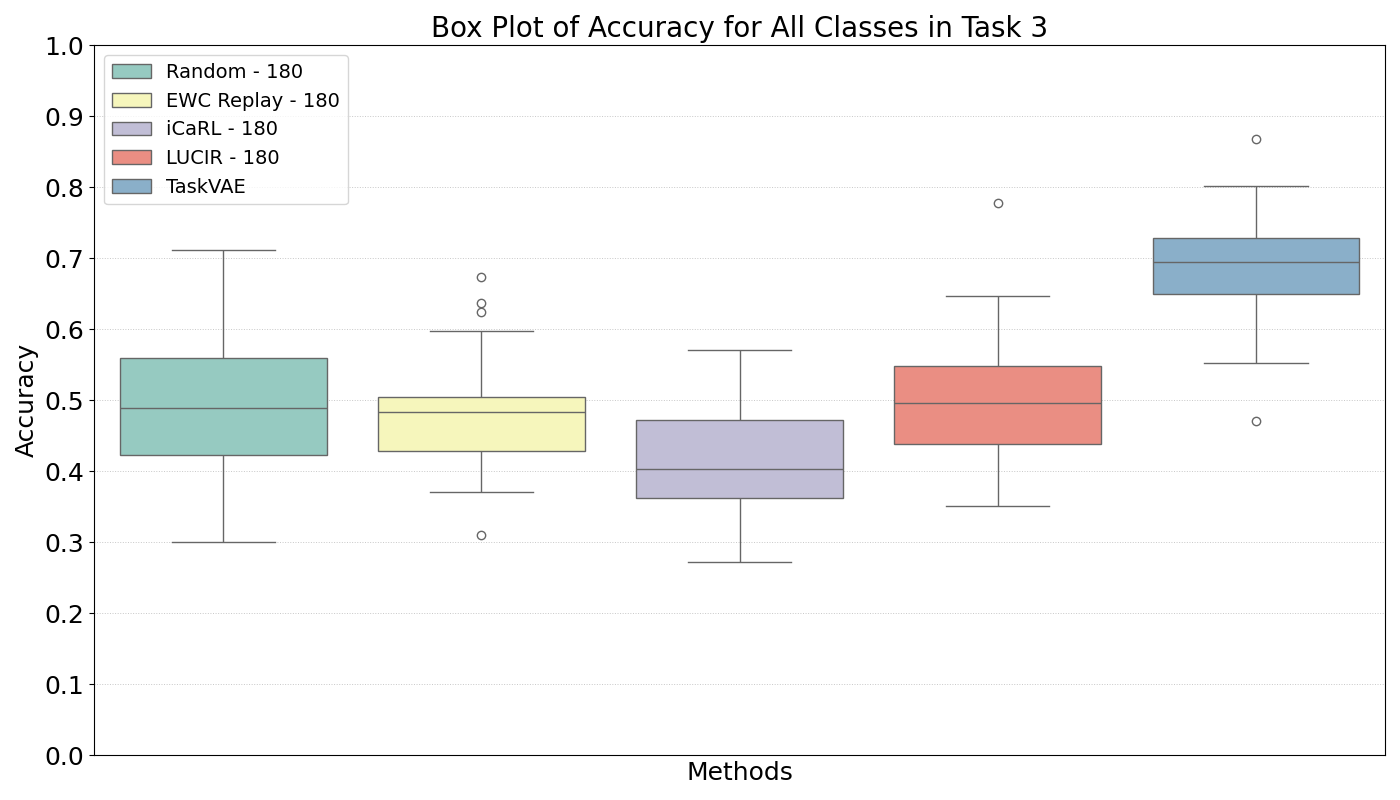 Box Plot of Accuracy for All Classes in Task 3
1.0
0.9
0.8
0.7
0.6
0.5
0.4
0.3
0.2
0.1
0.0
Accuracy
Random - 180
EWC Replay - 180
iCaRL - 180
LUCIR - 180
TaskVAE
Methods